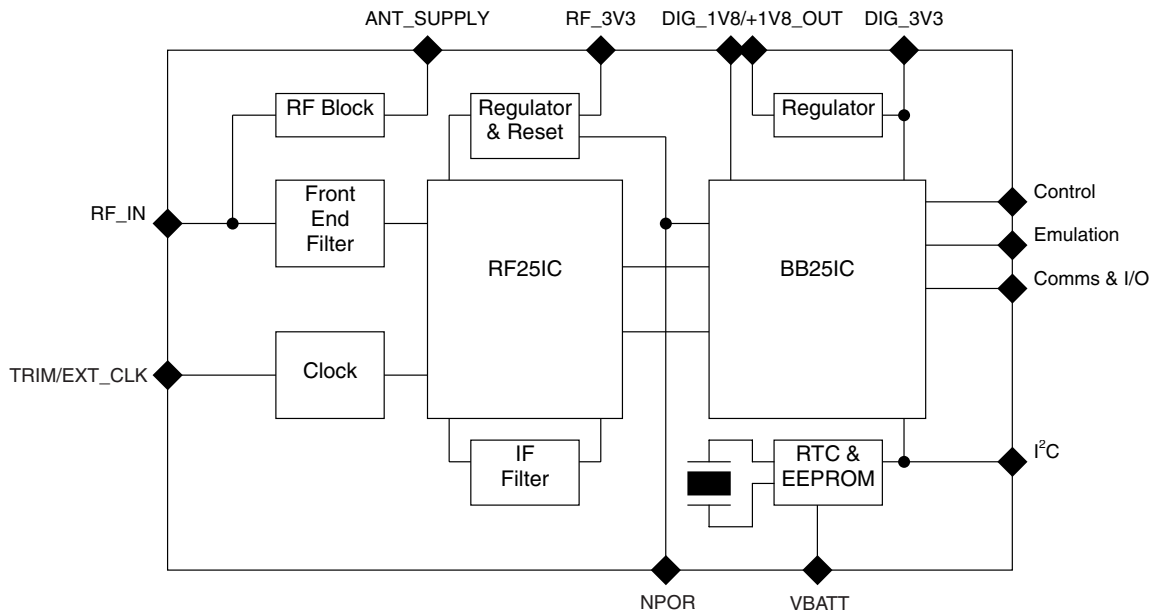 ANT_SUPPLY
RF_3V3
DIG_1V8/+1V8_OUT
DIG_3V3
RF Block
Regulator
& Reset
Regulator
RF_IN
Front
End
Filter
RF25IC
BB25IC
Control
Emulation
Comms & I/O
TRIM/EXT_CLK
Clock
IF
Filter
RTC &
EEPROM
I²C
NPOR
VBATT